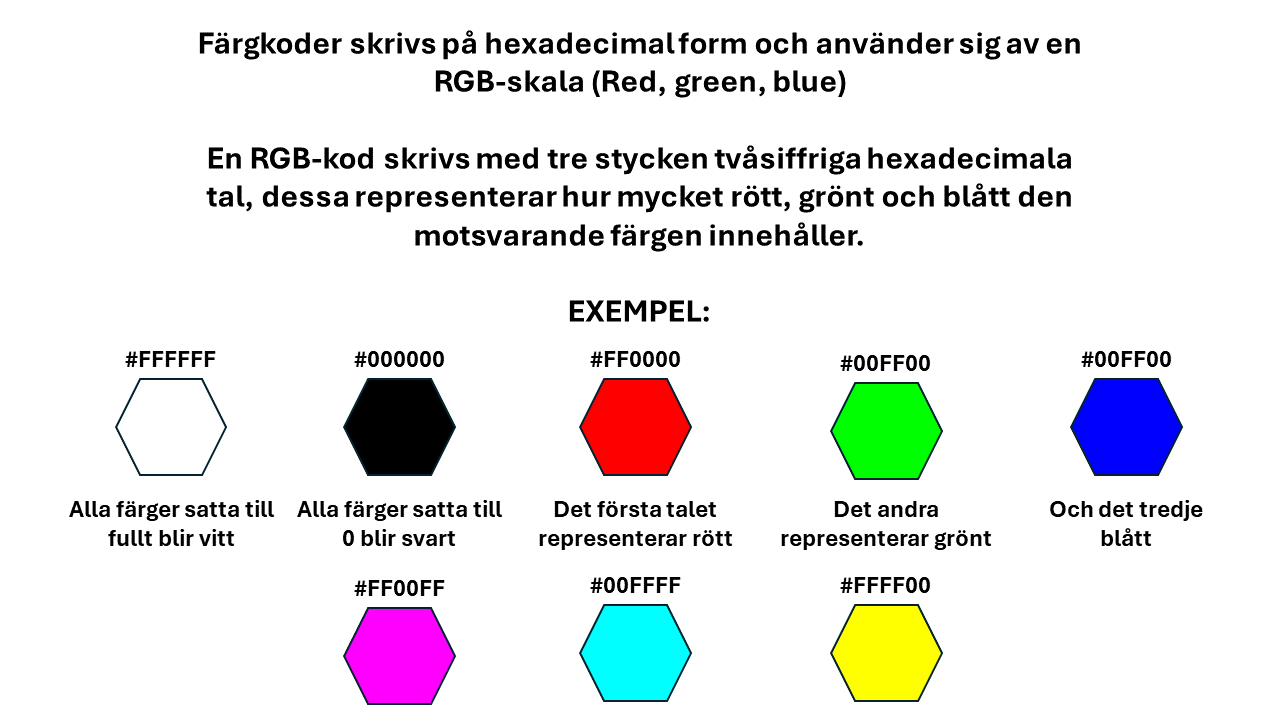 Färgkoder skrivs på hexadecimal form och använder sig av en
RGB-skala (Red, green, blue)
En RGB-kod skrivs med tre stycken tvåsiffriga hexadecimala
tal, dessa representerar hur mycket rött, grönt och blått den
motsvarande färgen innehåller.
EXEMPEL:
#FFFFFF
#000000
#FF0000
#00FF00
#00FF00
Alla färger satta till
fullt blir vitt
Alla färger satta till
0 blir svart
Det första talet
representerar rött
Det andra
representerar grönt
Och det tredje
blått
#FF00FF
#00FFFF
#FFFF00